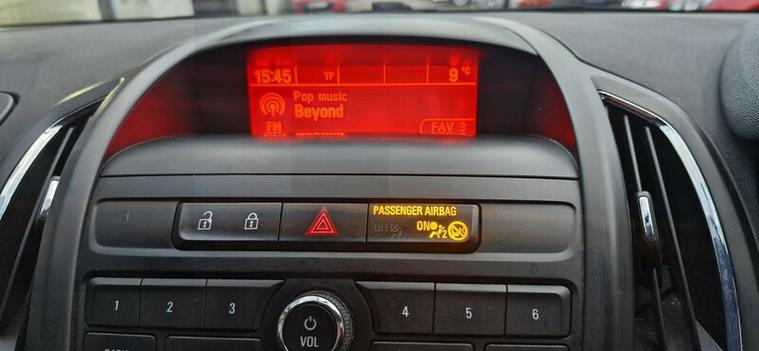 15:45 TP 9 °C
Pop music
Beyond
FM FAV 3
PASSENGER AIRBAG
OFF ON 2
1 2 3 4 5 6
VOL